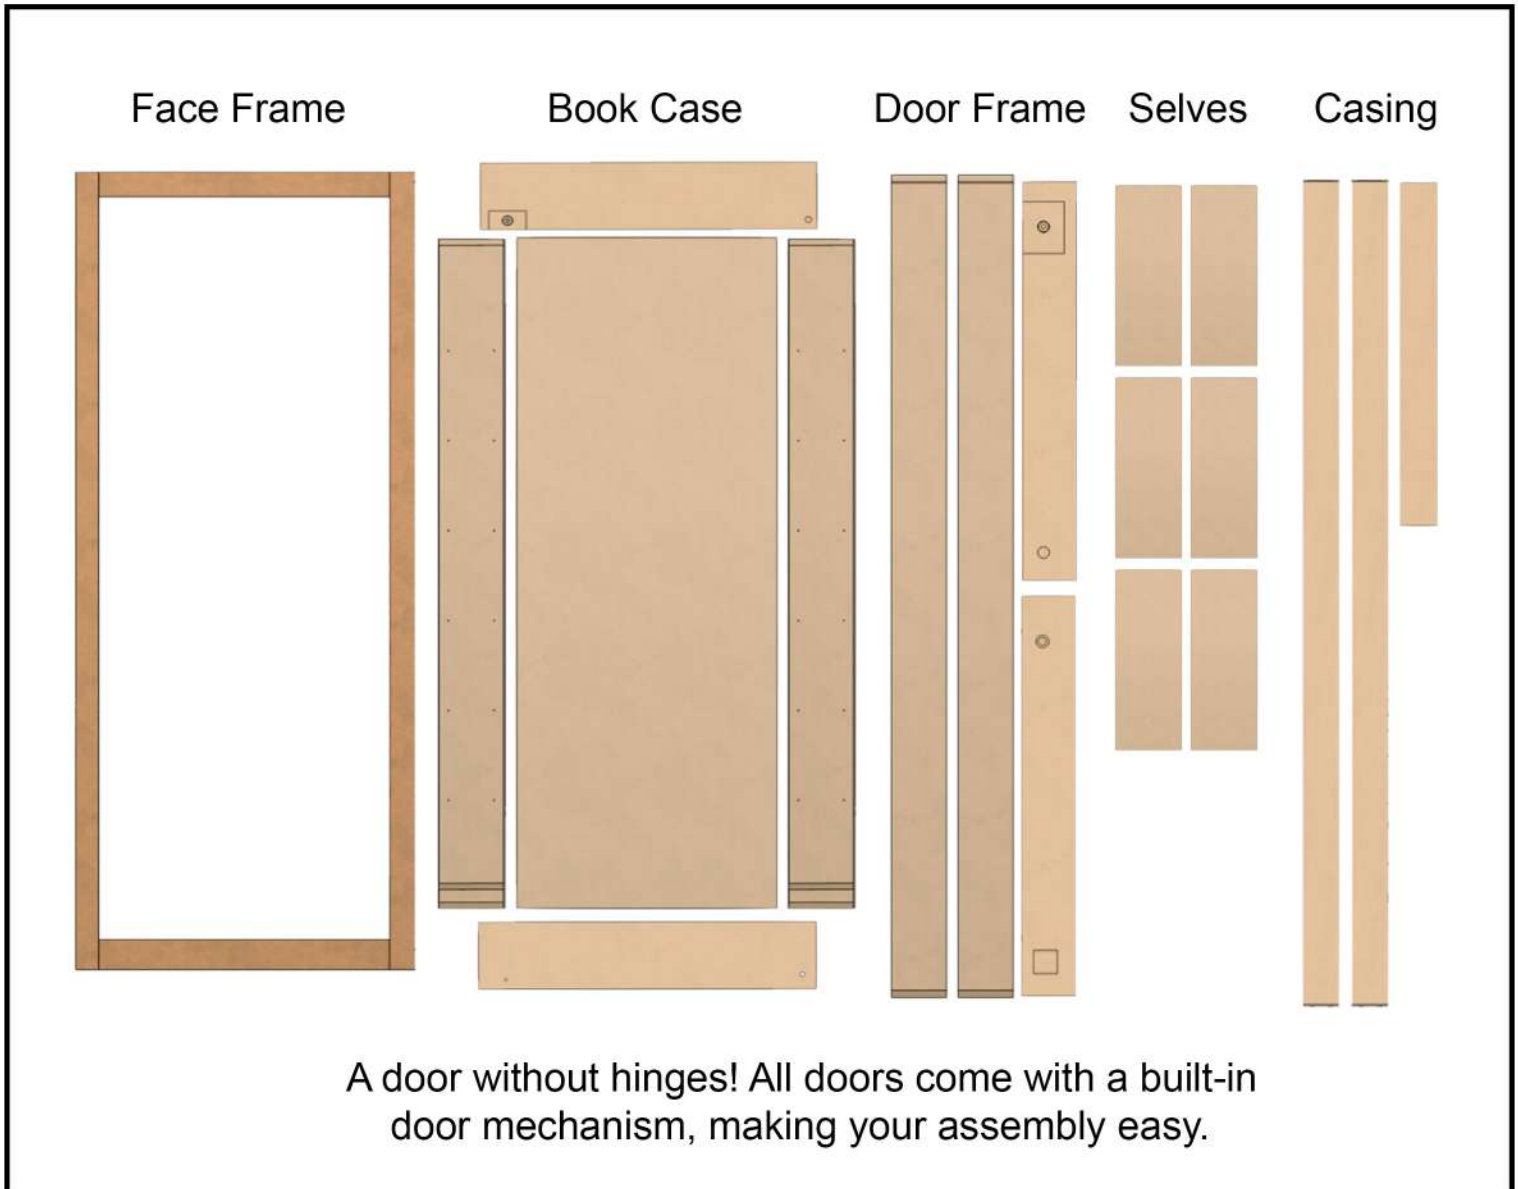 Face Frame
Book Case
Door Frame
Selves
Casing
A door without hinges! All doors come with a built-in
door mechanism, making your assembly easy.